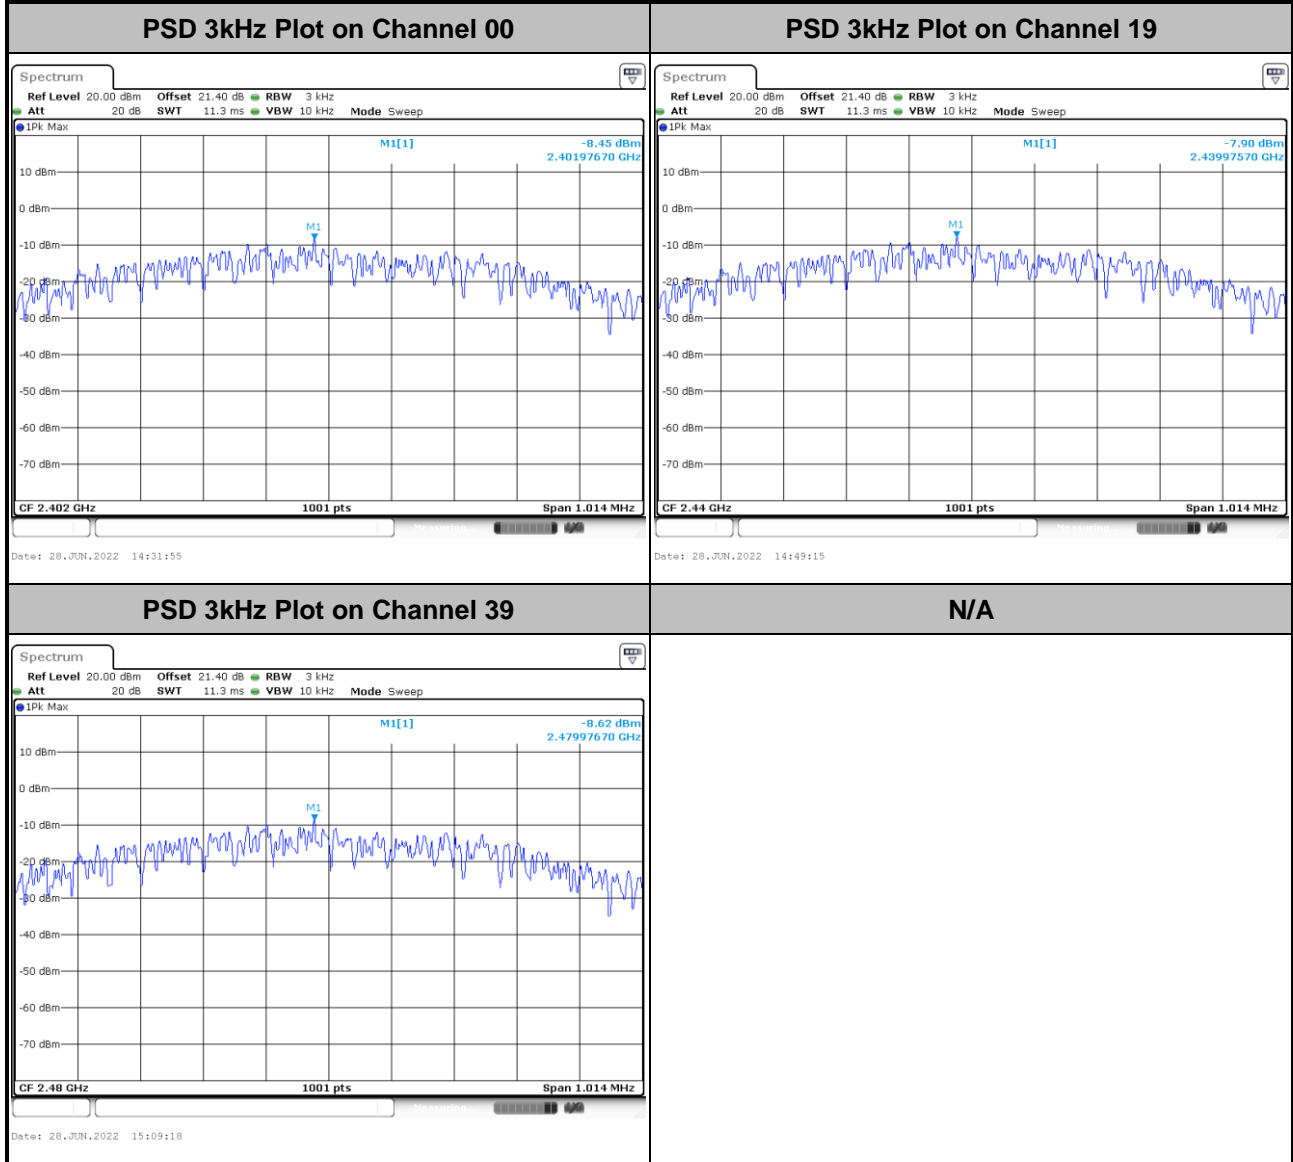 PSD 3kHz Plot on Channel 00
PSD 3kHz Plot on Channel 19
Spectrum
Ref Level 20.00 dBm Offset 21.40 dB RBW 3 kHz
Att 20 dB SWT 11.3 ms VBW 10 kHz Mode Sweep
1Pk Max
M1[1] -8.45 dBm
2.40197670 GHz
10 dBm
0 dBm
M1
-10 dBm
-20 dBm
-30 dBm
-40 dBm
-50 dBm
-60 dBm
-70 dBm
CF 2.402 GHz 1001 pts Span 1.014 MHz
Measuring...
Date: 28.JUN.2022 14:31:55
Spectrum
Ref Level 20.00 dBm Offset 21.40 dB RBW 3 kHz
Att 20 dB SWT 11.3 ms VBW 10 kHz Mode Sweep
1Pk Max
M1[1] -7.90 dBm
2.43997570 GHz
10 dBm
0 dBm
M1
-10 dBm
-20 dBm
-30 dBm
-40 dBm
-50 dBm
-60 dBm
-70 dBm
CF 2.44 GHz 1001 pts Span 1.014 MHz
Measuring...
Date: 28.JUN.2022 14:49:15
PSD 3kHz Plot on Channel 39
N/A
Spectrum
Ref Level 20.00 dBm Offset 21.40 dB RBW 3 kHz
Att 20 dB SWT 11.3 ms VBW 10 kHz Mode Sweep
1Pk Max
M1[1] -8.62 dBm
2.47997670 GHz
10 dBm
0 dBm
M1
-10 dBm
-20 dBm
-30 dBm
-40 dBm
-50 dBm
-60 dBm
-70 dBm
CF 2.48 GHz 1001 pts Span 1.014 MHz
Measuring...
Date: 28.JUN.2022 15:09:18